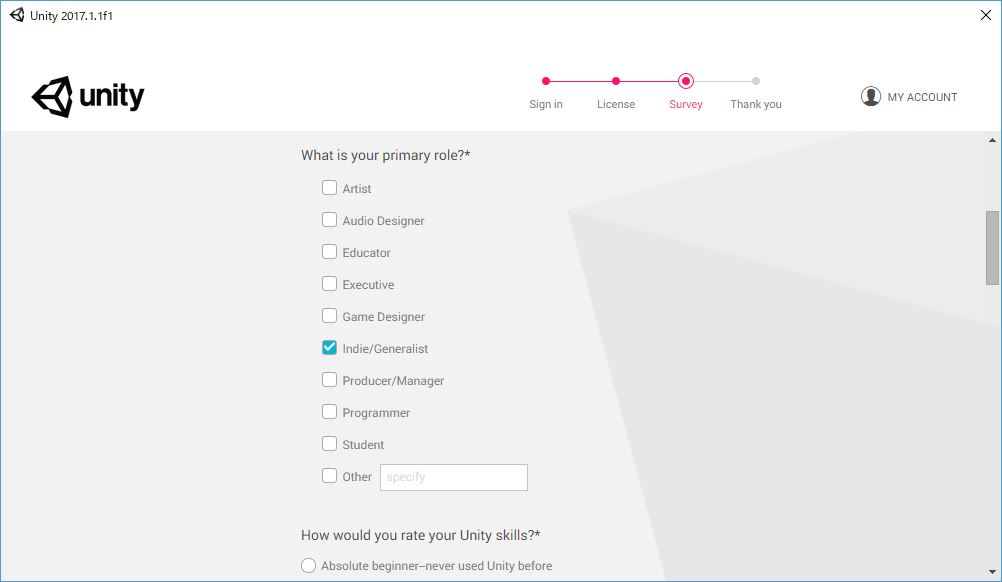 Unity 2017.1.1f1
unity
Sign in
License
Survey
Thank you
MY ACCOUNT
What is your primary role?*
Artist
Audio Designer
Educator
Executive
Game Designer
Indie/Generalist
Producer/Manager
Programmer
Student
Other specify
How would you rate your Unity skills?*
Absolute beginner–never used Unity before